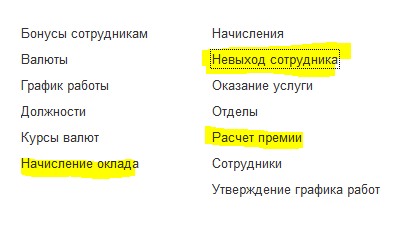 Бонусы сотрудникам
Валюты
График работы
Должности
Курсы валют
Начисление оклада
Начисления
Невыход сотрудника
Оказание услуги
Отделы
Расчет премии
Сотрудники
Утверждение графика работ